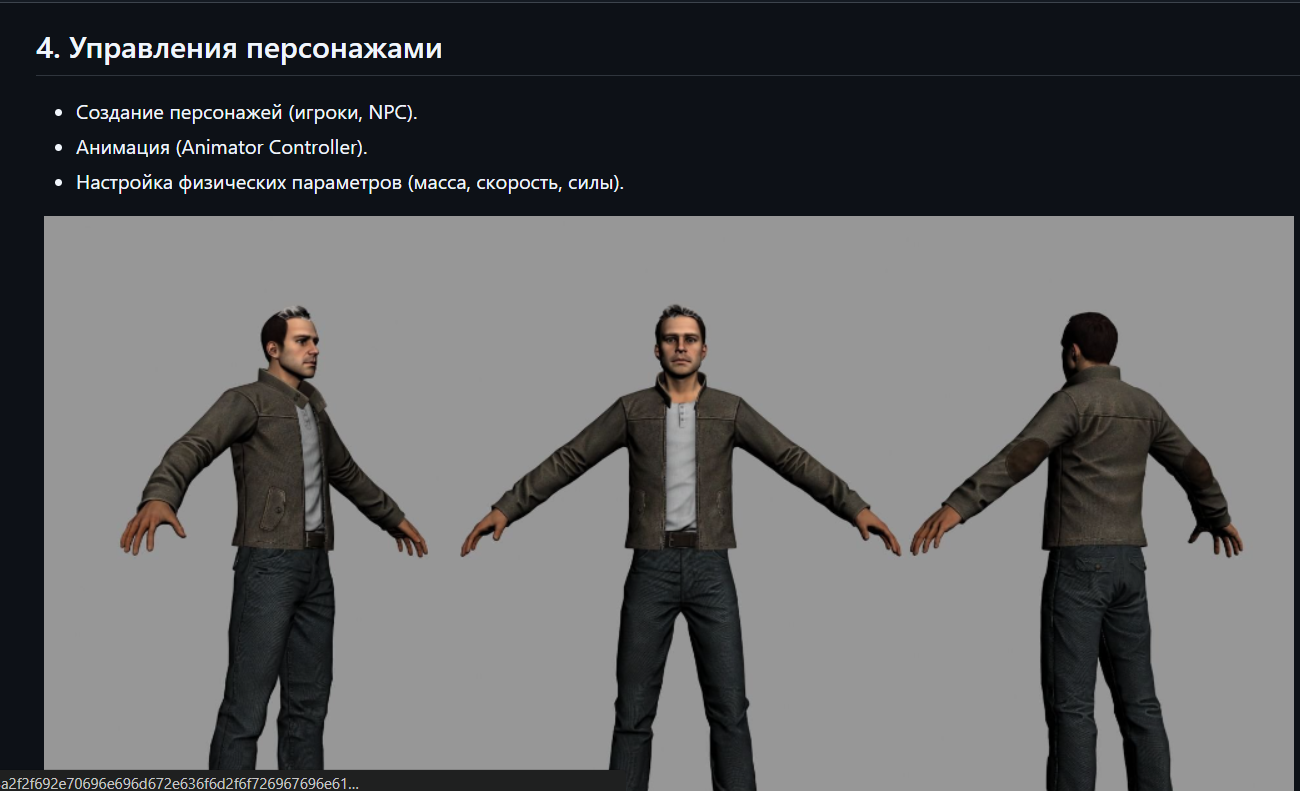 4. Управления персонажами
Создание персонажей (игроки, NPC).
Анимация (Animator Controller).
Настройка физических параметров (масса, скорость, силы).
a2f2f692e70696e696d672e636f6d2f6f726967696e61...